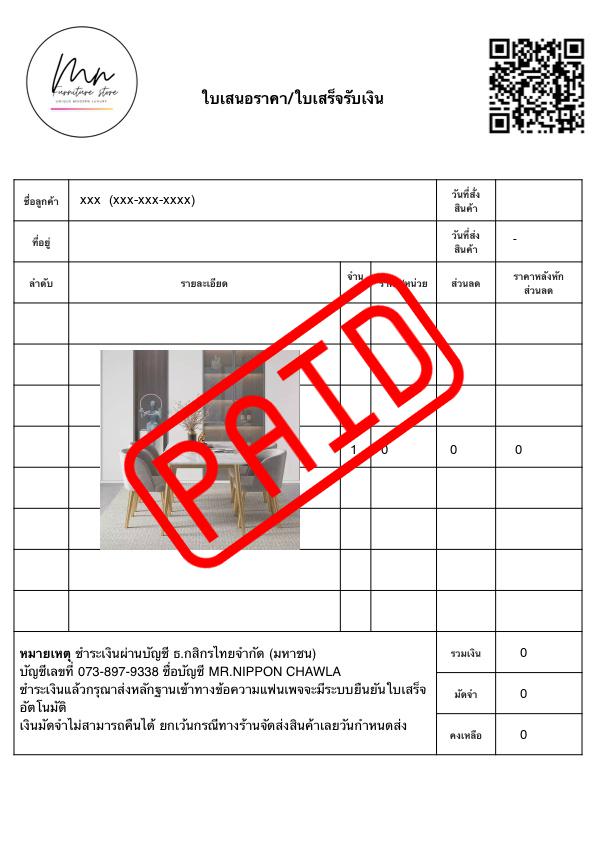 Mn
Furniture store
UNIQUE MODERN LUXURY
ใบเสนอราคา/ใบเสร็จรับเงิน
ชื่อลูกค้า xxx (xxx-xxx-xxxx) วันที่สั่ง
สินค้า
ที่อยู่ วันที่ส่ง
สินค้า -
ลำดับ รายละเอียด จำน ส่วนลด ราคาหลังหัก
ส่วนลด
PAID
1 0 0 0
หมายเหตุ ชำระเงินผ่านบัญชี ธ.กสิกรไทยจำกัด (มหาชน)
บัญชีเลขที่ 073-897-9338 ชื่อบัญชี MR.NIPPON CHAWLA
ชำระเงินแล้วกรุณาส่งหลักฐานเข้าทางข้อความแฟนเพจจะมีระบบยืนยันใบเสร็จ
อัตโนมัติ
เงินมัดจำไม่สามารถคืนได้ ยกเว้นกรณีทางร้านจัดส่งสินค้าเลยวันกำหนดส่ง
รวมเงิน 0
มัดจำ 0
คงเหลือ 0